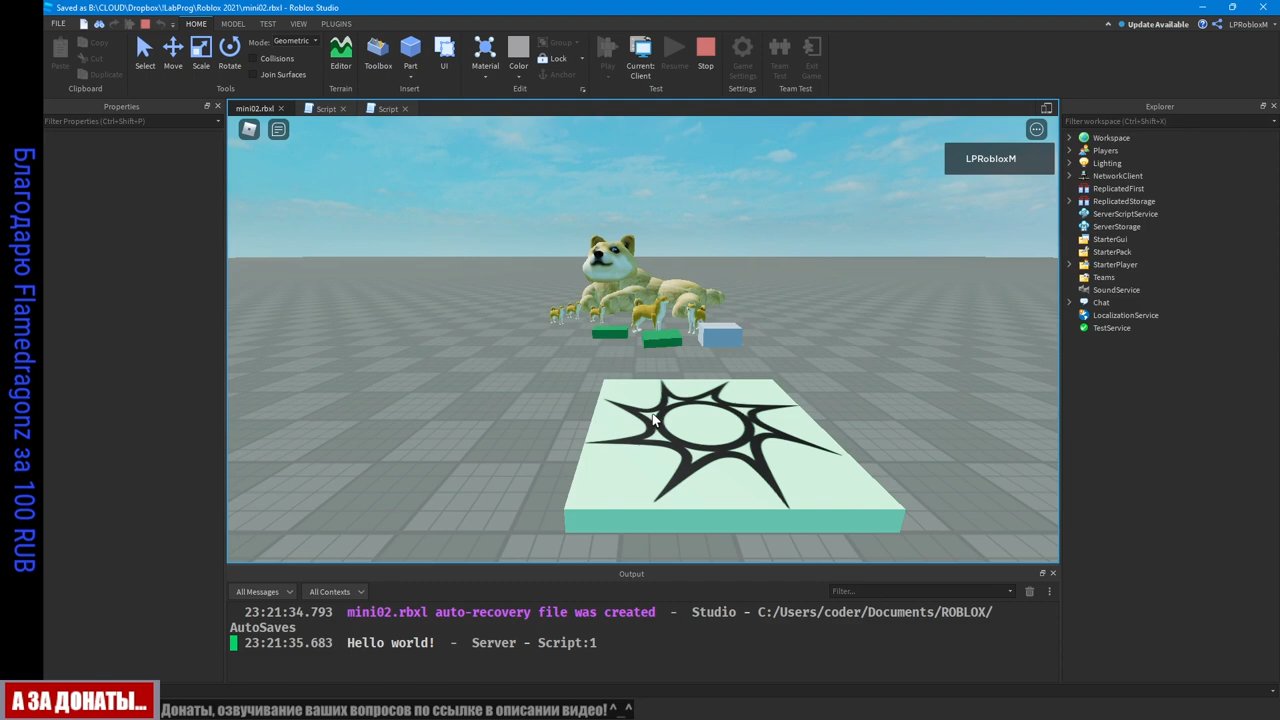 Saved as B:\CLOUD\Dropbox\!LabProg\Roblox 2021\mini02.rbxl - Roblox Studio
FILE HOME MODEL TEST VIEW PLUGINS
Update Available LPRobloxM
Paste Copy Cut Duplicate
Clipboard
Select Move Scale Rotate
Mode: Geometric
Collisions
Join Surfaces
Tools
Editor
Terrain
Toolbox Part UI
Insert
Material Color
Group
Lock
Anchor
Edit
Play Current: Client Resume Stop
Test
Game Settings
Settings
Team Test Exit Game
Team Test
Properties
Filter Properties (Ctrl+Shift+P)
mini02.rbxl Script Script
LPRobloxM
Explorer
Filter workspace (Ctrl+Shift+X)
Workspace
Players
Lighting
NetworkClient
ReplicatedFirst
ReplicatedStorage
ServerScriptService
ServerStorage
StarterGui
StarterPack
StarterPlayer
Teams
SoundService
Chat
LocalizationService
TestService
Output
All Messages All Contexts Filter...
23:21:34.793 mini02.rbxl auto-recovery file was created - Studio - C:/Users/coder/Documents/ROBLOX/
AutoSaves
23:21:35.683 Hello world! - Server - Script:1
Благодарю Flamedragonz за 100 RUB
А ЗА ДОНАТЫ...
Донаты, озвучивание ваших вопросов по ссылке в описании видео! ^_^